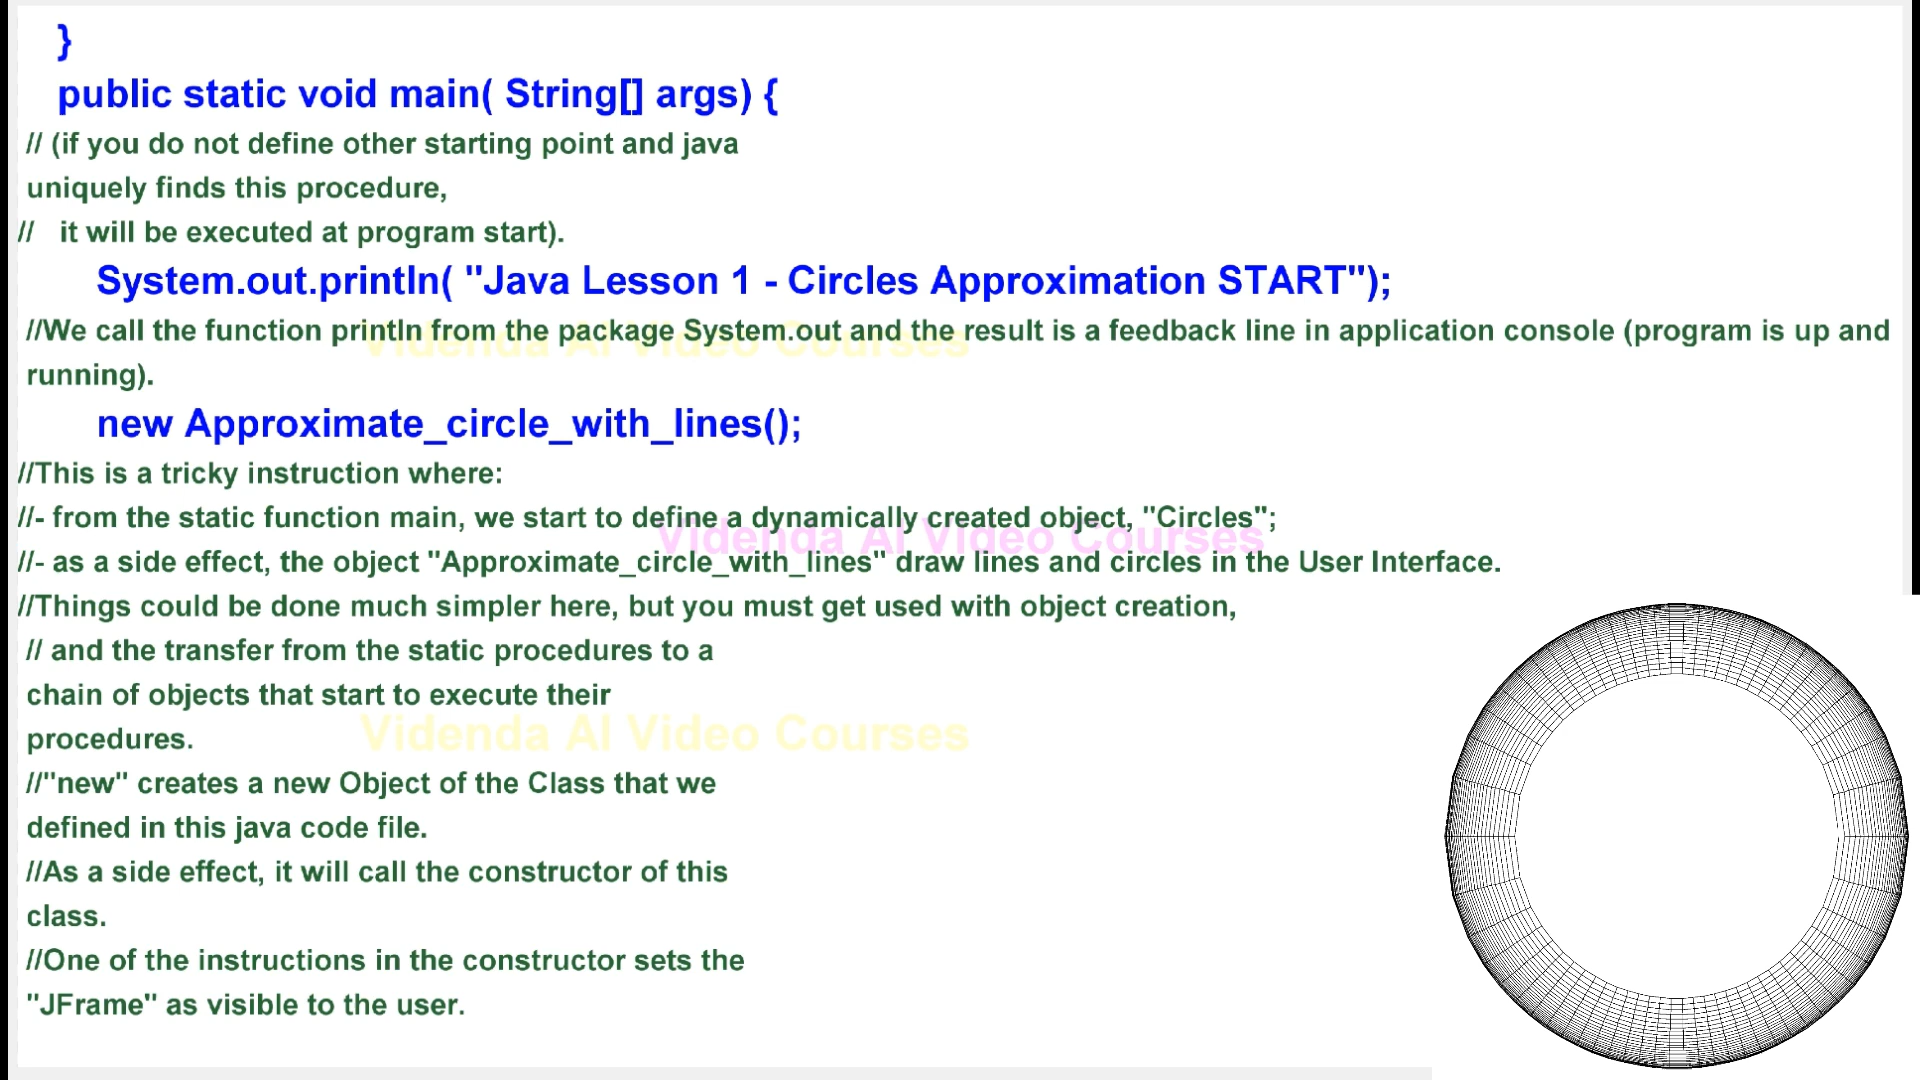 }
public static void main( String[] args) {
// (if you do not define other starting point and java
uniquely finds this procedure,
//   it will be executed at program start).
System.out.println( "Java Lesson 1 - Circles Approximation START");
//We call the function println from the package System.out and the result is a feedback line in application console (program is up and
running).
Videnda AI Video Courses
new Approximate_circle_with_lines();
//This is a tricky instruction where:
//- from the static function main, we start to define a dynamically created object, "Circles";
Videnda AI Video Courses
//- as a side effect, the object "Approximate_circle_with_lines" draw lines and circles in the User Interface.
//Things could be done much simpler here, but you must get used with object creation,
// and the transfer from the static procedures to a
chain of objects that start to execute their
procedures.
Videnda AI Video Courses
//"new" creates a new Object of the Class that we
defined in this java code file.
//As a side effect, it will call the constructor of this
class.
//One of the instructions in the constructor sets the
"JFrame" as visible to the user.